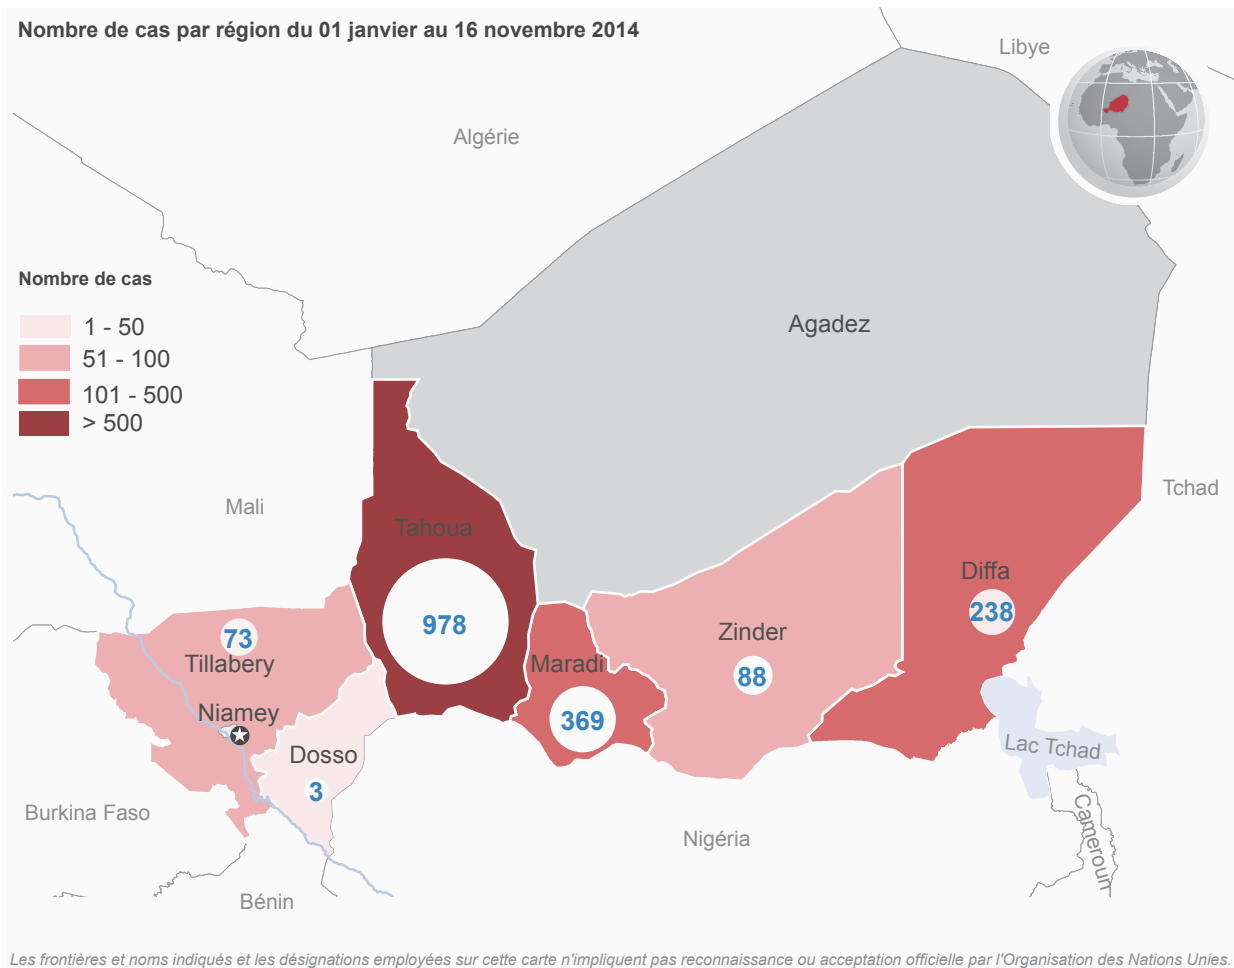 Nombre de cas par région du 01 janvier au 16 novembre 2014
Libye
Algérie
Nombre de cas
1 - 50
51 - 100
101 - 500
> 500
Agadez
Mali
Tchad
Tahoua
978
Diffa
238
73
Tillabery
Zinder
88
Maradi
369
Niamey
Dosso
3
Lac Tchad
Burkina Faso
Nigéria
Cameroun
Bénin
Les frontières et noms indiqués et les désignations employées sur cette carte n'impliquent pas reconnaissance ou acceptation officielle par l'Organisation des Nations Unies.